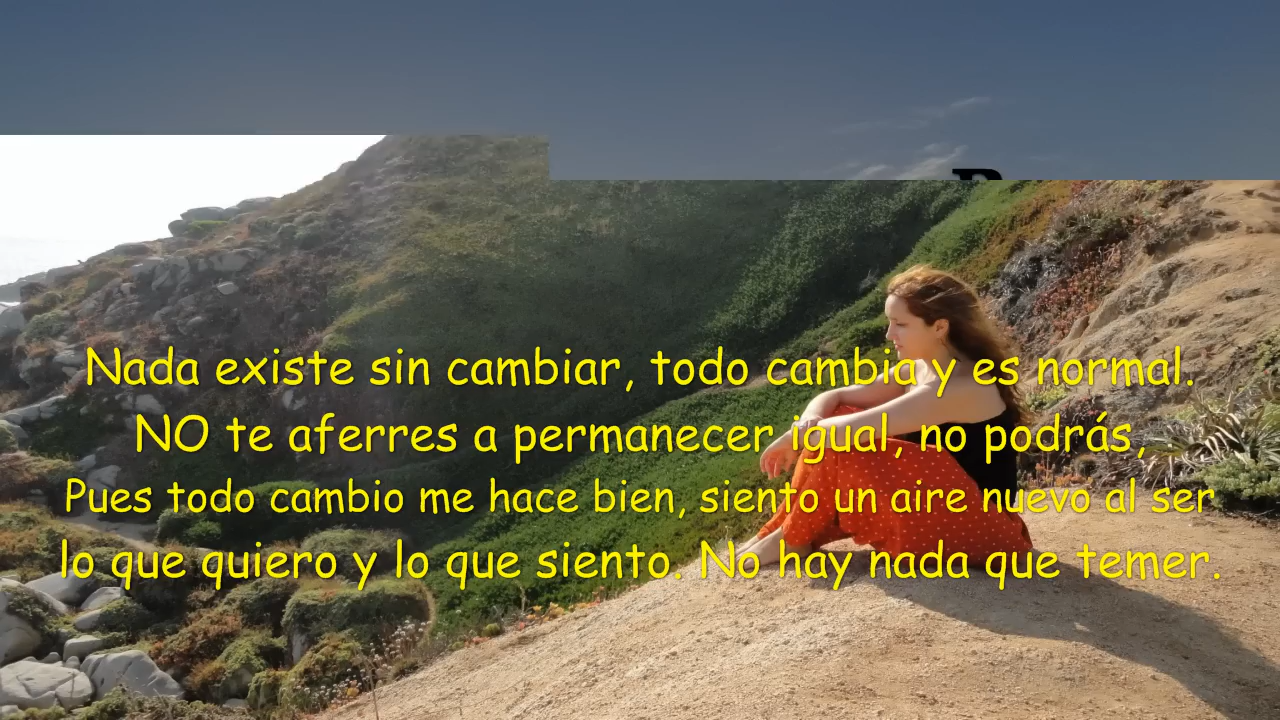 Nada existe sin cambiar, todo cambia y es normal.
NO te aferres a permanecer igual, no podrás,
Pues todo cambio me hace bien, siento un aire nuevo al ser
lo que quiero y lo que siento. No hay nada que temer.